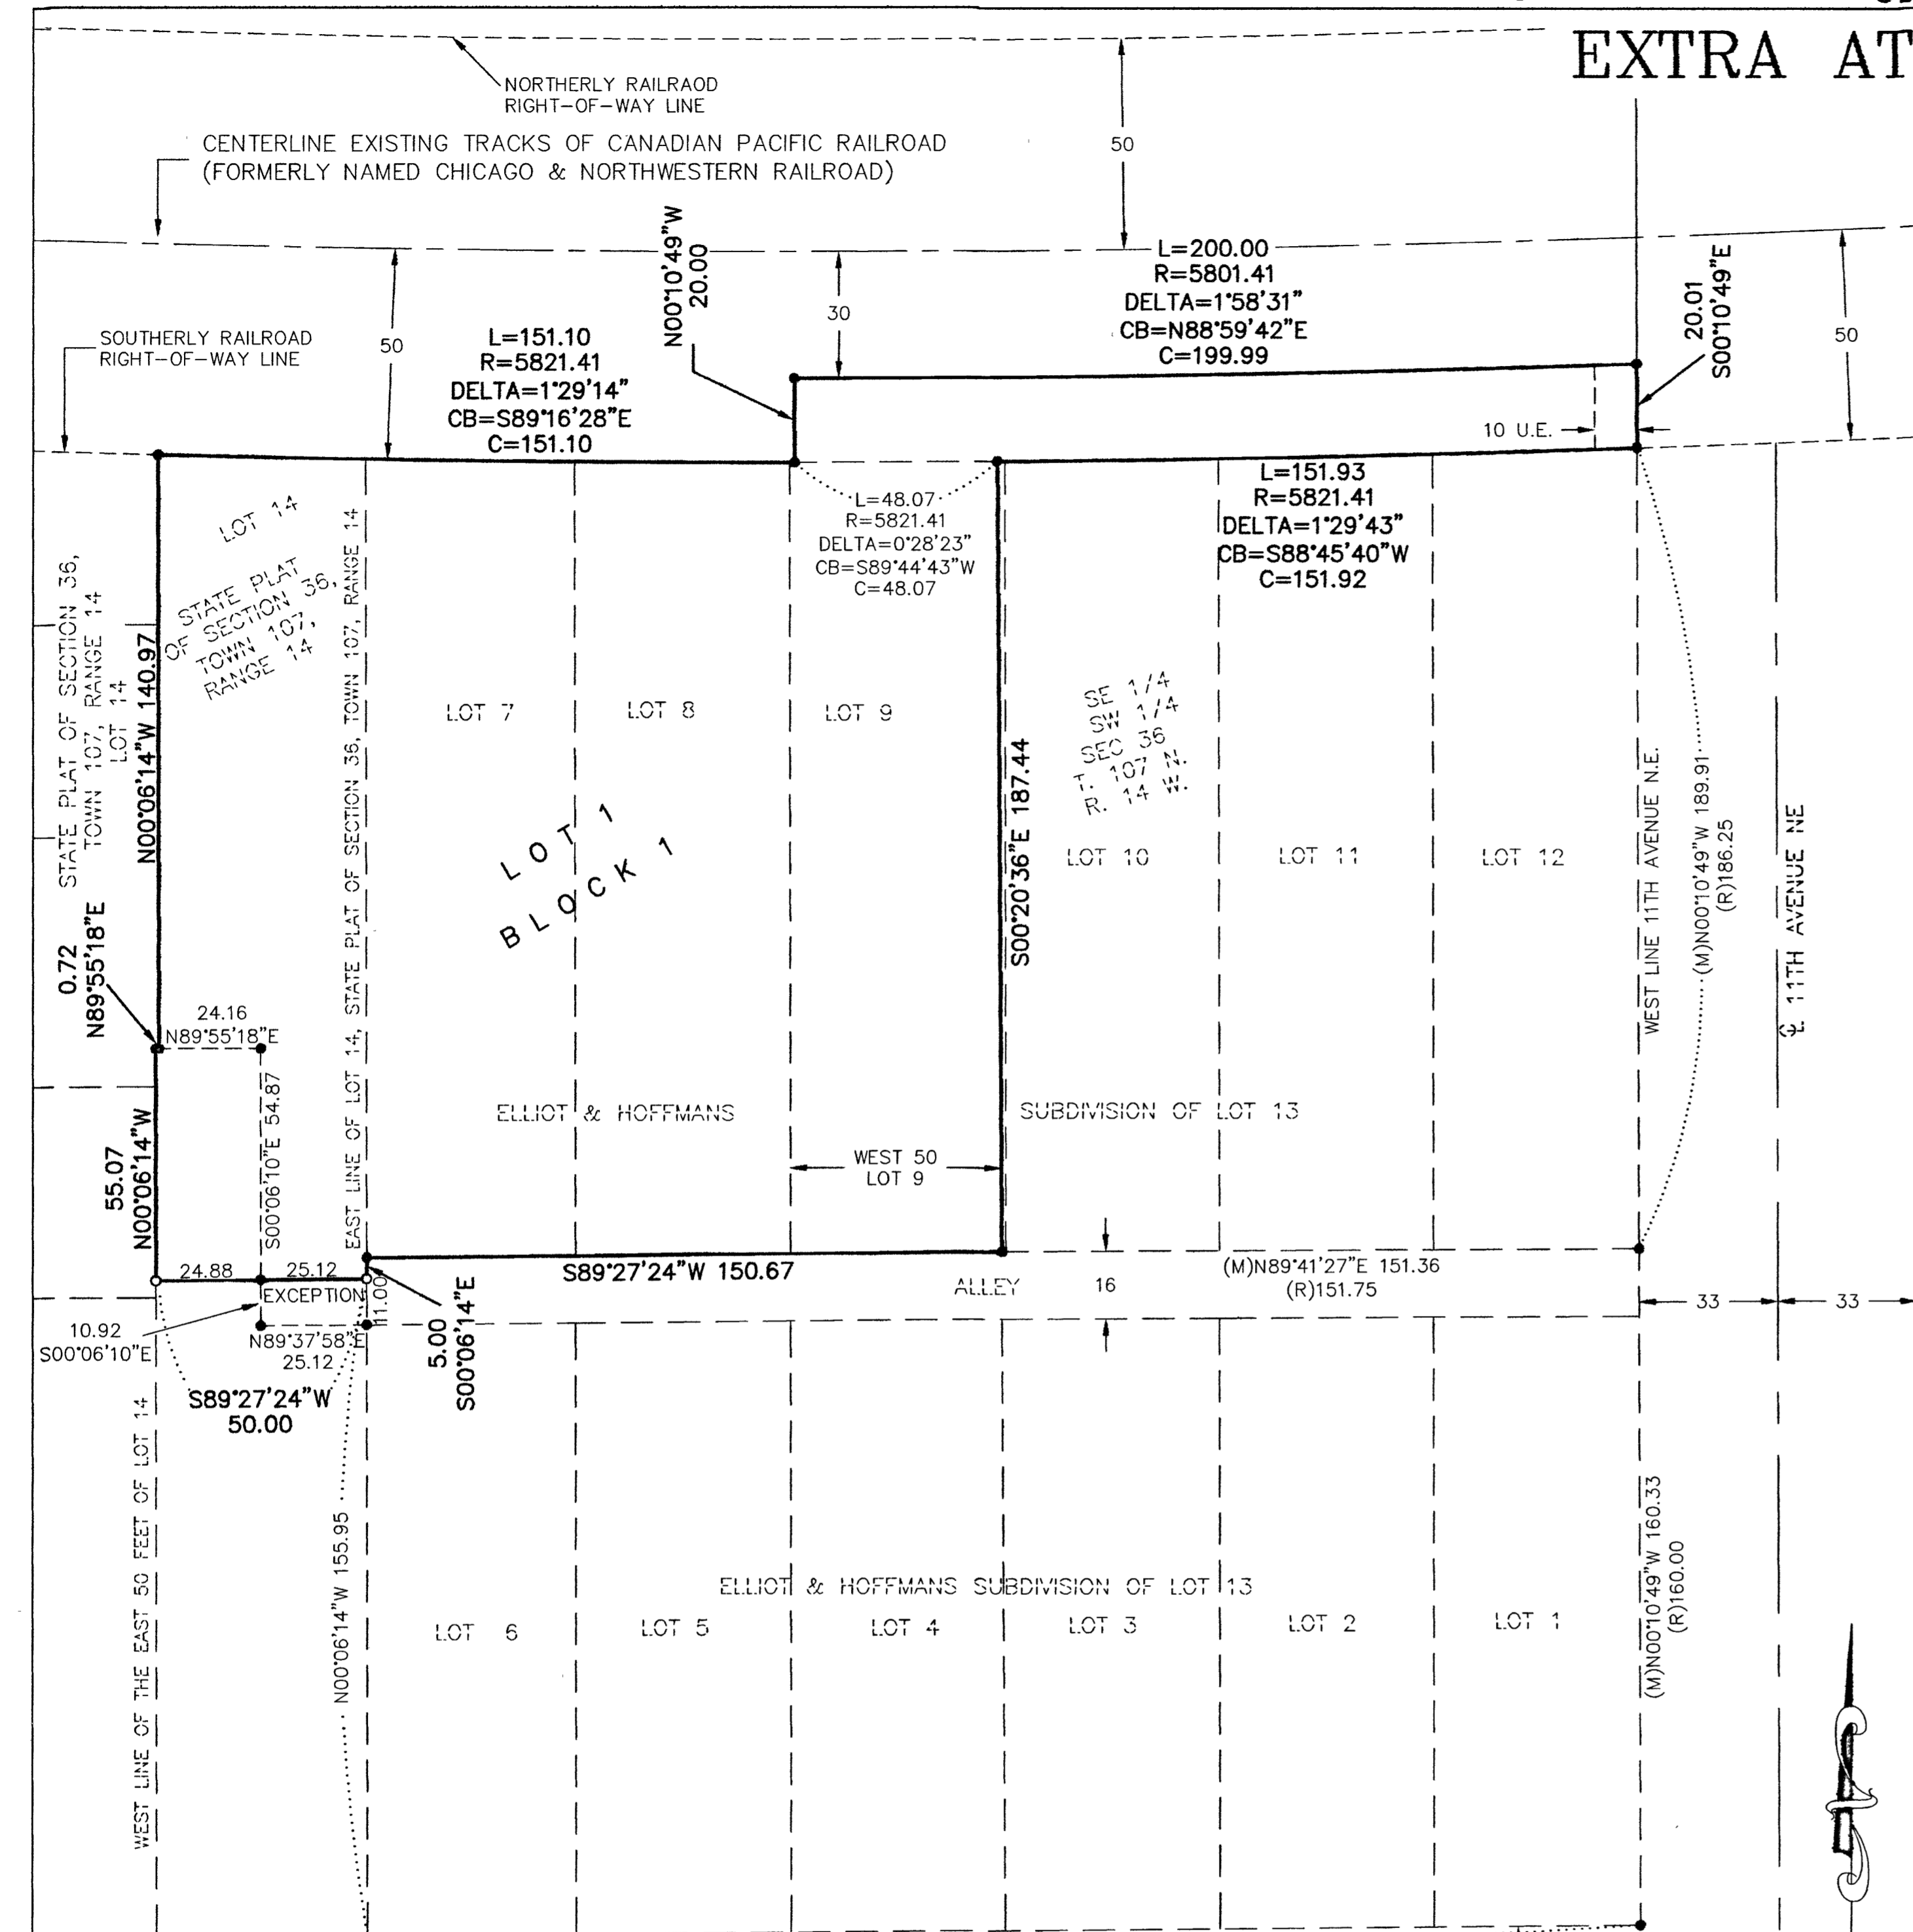 EXTRA AT
NORTHERLY RAILRAOD
RIGHT-OF-WAY LINE
CENTERLINE EXISTING TRACKS OF CANADIAN PACIFIC RAILROAD
(FORMERLY NAMED CHICAGO & NORTHWESTERN RAILROAD)
50
N00°10'49"W
20.00
L=200.00
R=5801.41
DELTA=1°58'31"
CB=N88°59'42"E
C=199.99
20.01
S00°10'49"E
30
50
50
SOUTHERLY RAILROAD
RIGHT-OF-WAY LINE
L=151.10
R=5821.41
DELTA=1°29'14"
CB=S89°16'28"E
C=151.10
10 U.E.
L=48.07
R=5821.41
DELTA=0°28'23"
CB=S89°44'43"W
C=48.07
L=151.93
R=5821.41
DELTA=1°29'43"
CB=S88°45'40"W
C=151.92
LOT 14
STATE PLAT
OF SECTION 36,
TOWN 107,
RANGE 14
STATE PLAT OF SECTION 36,
TOWN 107, RANGE 14
LOT 14
N00°06'14"W 140.97
EAST LINE OF LOT 14, STATE PLAT OF SECTION 36, TOWN 107, RANGE 14
LOT 7
LOT 8
LOT 9
SE 1/4
SW 1/4
SEC 36
T. 107 N.
R. 14 W.
S00°20'36"E 187.44
LOT 1
BLOCK 1
LOT 10
LOT 11
LOT 12
WEST LINE 11TH AVENUE N.E.
(M)N00°10'49"W 189.91
(R)186.25
℄ 11TH AVENUE NE
0.72
N89°55'18"E
24.16
N89°55'18"E
S00°06'10"E 54.87
55.07
N00°06'14"W
ELLIOT & HOFFMANS
SUBDIVISION OF LOT 13
WEST 50
LOT 9
24.88
25.12
EXCEPTION
11.00
5.00
S00°06'14"E
S89°27'24"W 150.67
ALLEY
16
(M)N89°41'27"E 151.36
(R)151.75
33
33
10.92
S00°06'10"E
N89°37'58"E
25.12
S89°27'24"W
50.00
WEST LINE OF THE EAST 50 FEET OF LOT 14
N00°06'14"W 155.95
ELLIOT & HOFFMANS SUBDIVISION OF LOT 13
LOT 6
LOT 5
LOT 4
LOT 3
LOT 2
LOT 1
(M)N00°10'49"W 160.33
(R)160.00